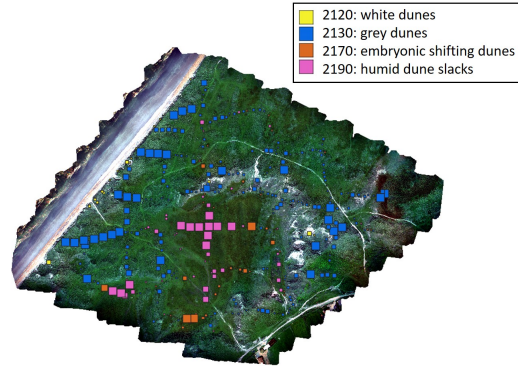 2120: white dunes
2130: grey dunes
2170: embryonic shifting dunes
2190: humid dune slacks